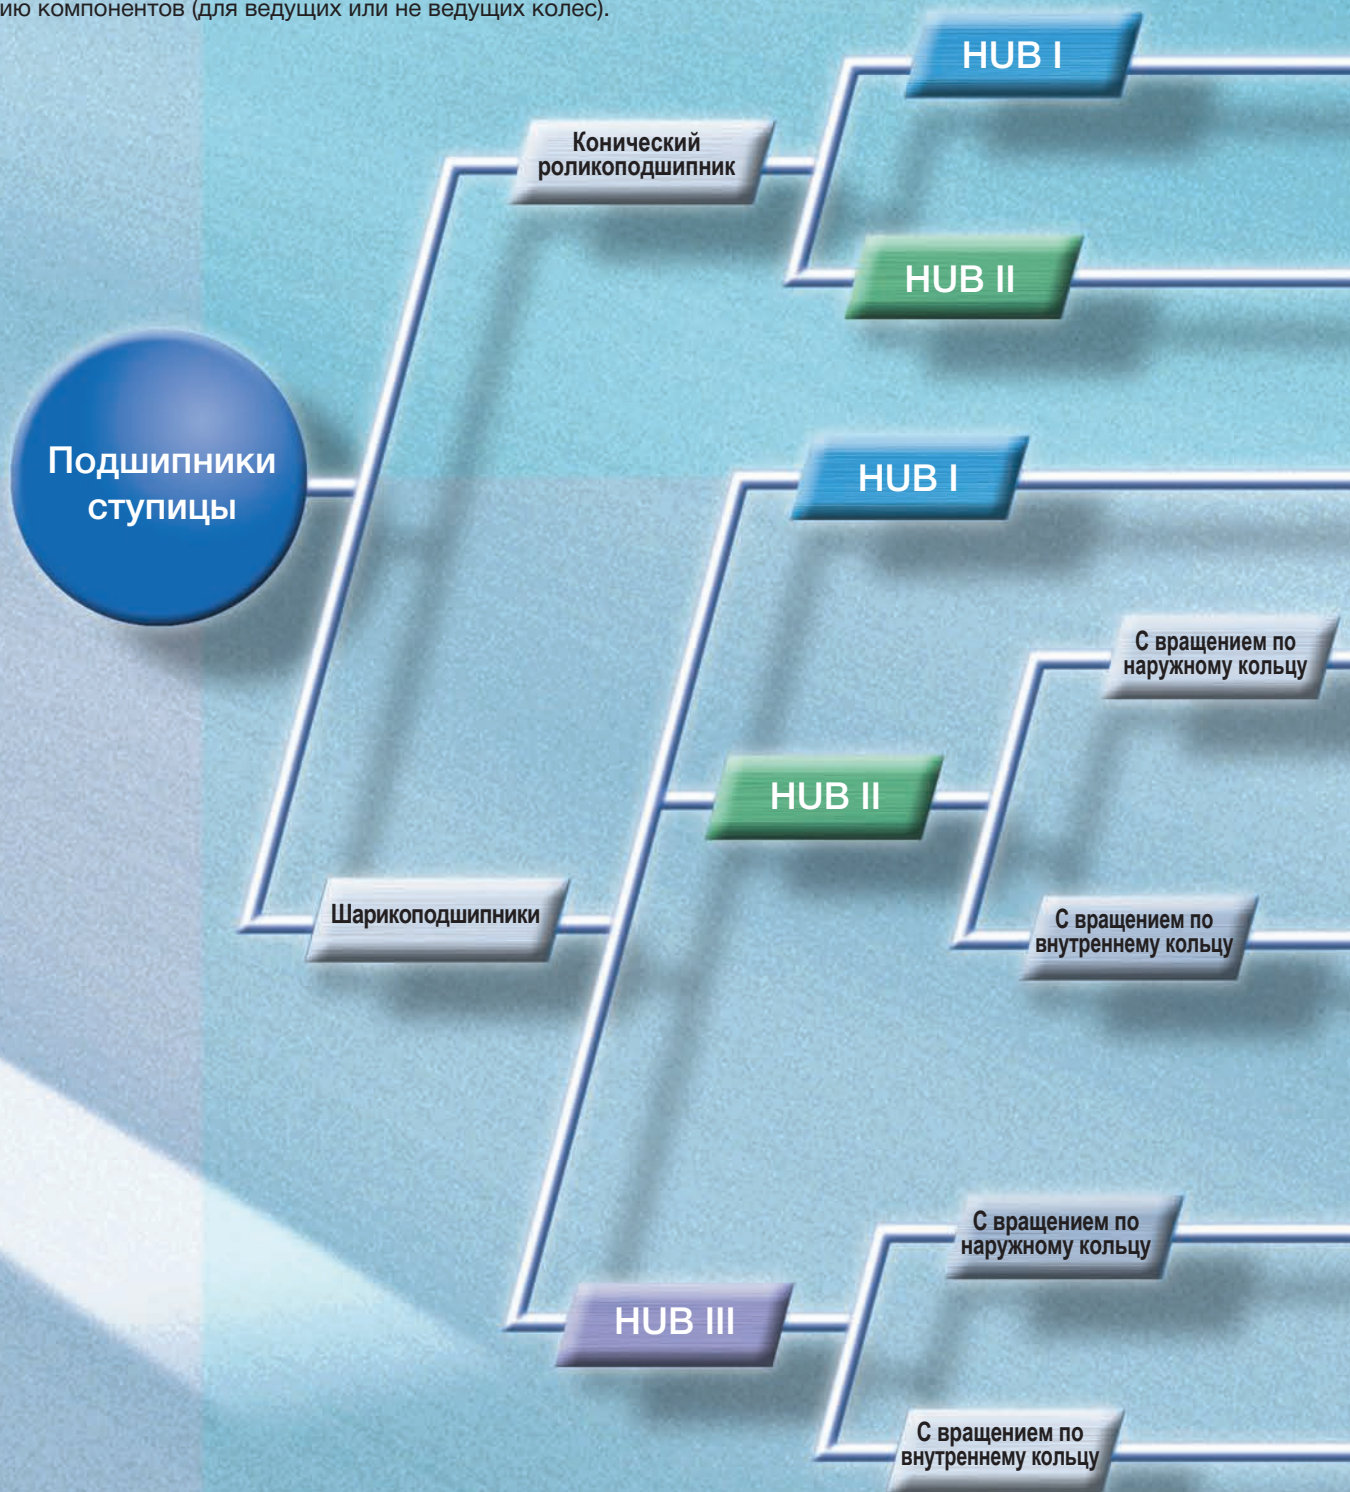 ию компонентов (для ведущих или не ведущих колес).
HUB I
Конический
роликоподшипник
HUB II
Подшипники
ступицы
HUB I
С вращением по
наружному кольцу
HUB II
Шарикоподшипники
С вращением по
внутреннему кольцу
С вращением по
наружному кольцу
HUB III
С вращением по
внутреннему кольцу